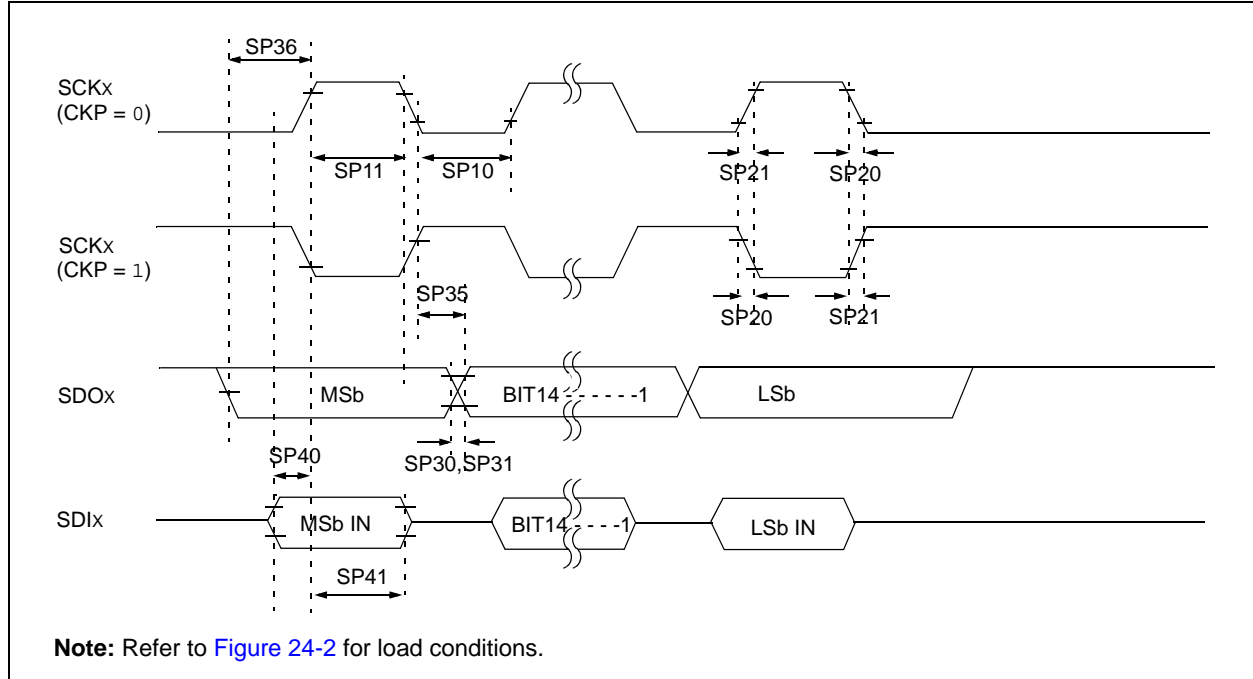 SP36
SCKx
(CKP = 0)
SP11
SP10
SP21
SP20
SCKx
(CKP = 1)
SP35
SP20
SP21
SDOx
MSb
BIT14 - - - - - -1
LSb
SP40
SP30,SP31
SDIx
MSb IN
BIT14 - - - -1
LSb IN
SP41
Note: Refer to Figure 24-2 for load conditions.